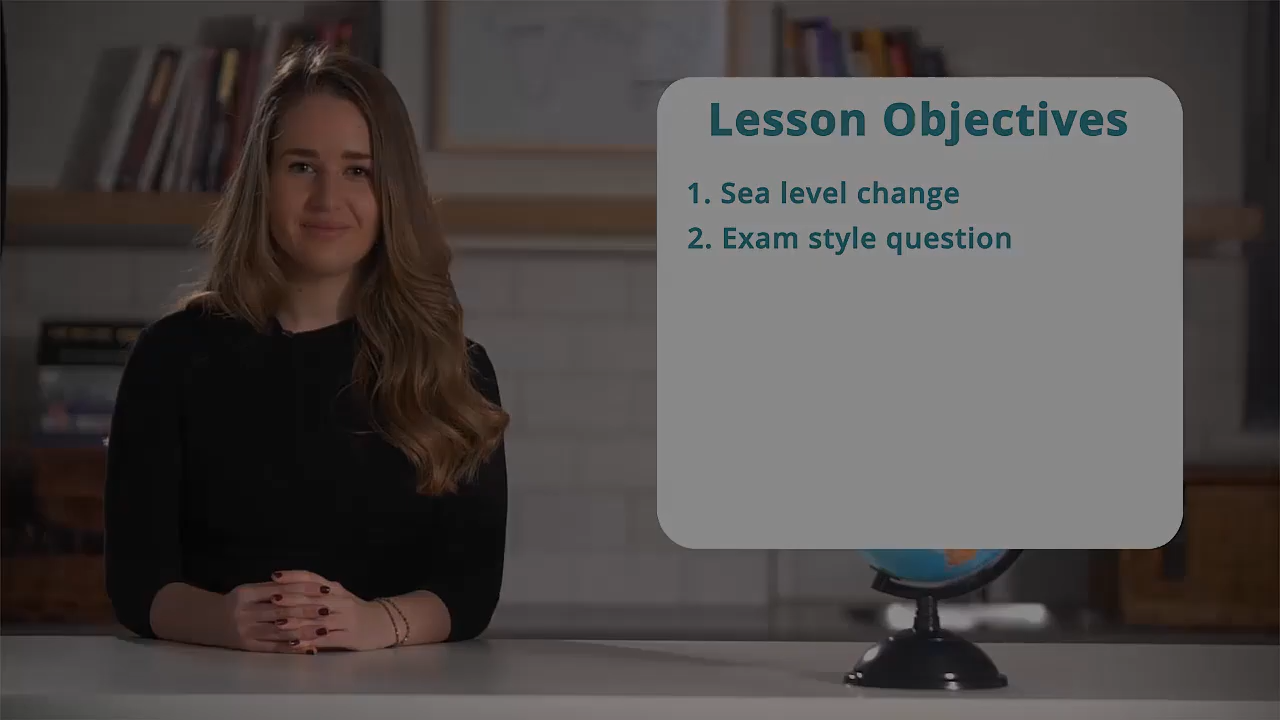 Lesson Objectives
1. Sea level change
2. Exam style question